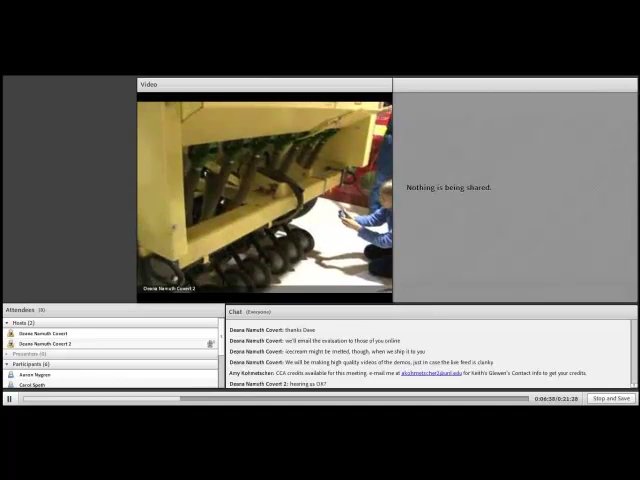 Video
Nothing is being shared.
Deana Namuth Covert 2
Attendees (8)
Hosts (2)
Deana Namuth Covert
Deana Namuth Covert 2
Presenters (0)
Participants (6)
Aaron Nygren
Carol Speth
Chat (Everyone)
Deana Namuth Covert: thanks Dave
Deana Namuth Covert: we'll email the evaluation to those of you online
Deana Namuth Covert: icecream might be melted, though, when we ship it to you
Deana Namuth Covert: We will be making high quality videos of the demos, just in case the live feed is clunky
Amy Kohmetscher: CCA credits available for this meeting. e-mail me at akohmetscher2@unl.edu for Keith's Glewen's Contact Info to get your credits.
Deana Namuth Covert 2: hearing us OK?
0:06:38/0:21:28
Stop and Save